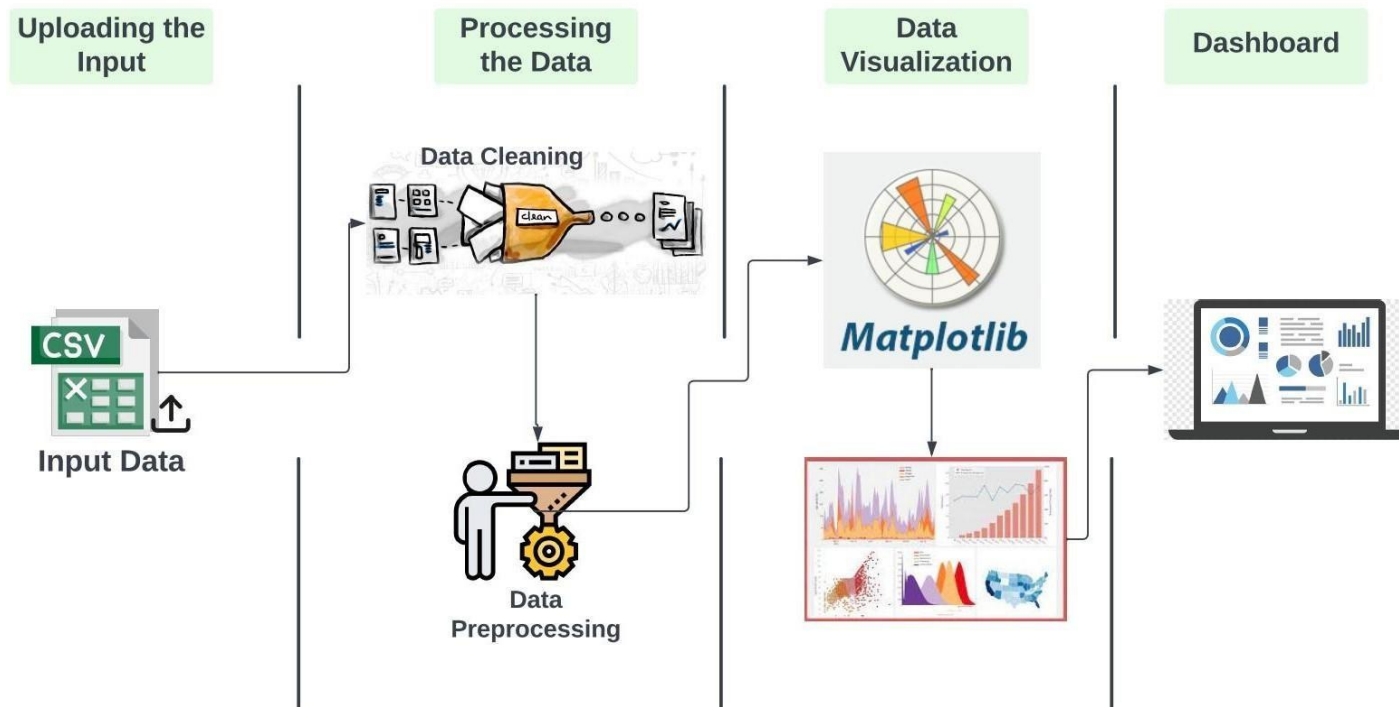 Uploading the
Input
Processing
the Data
Data
Visualization
Dashboard
Data Cleaning
clean
CSV
Input Data
Matplotlib
Data
Preprocessing